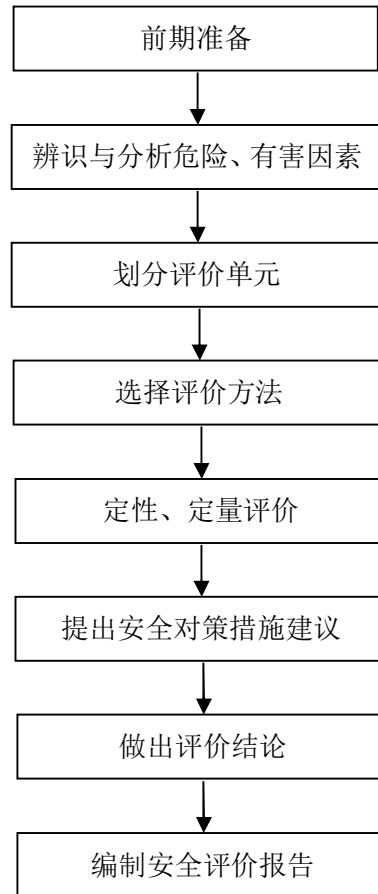 前期准备
辨识与分析危险、有害因素
划分评价单元
选择评价方法
定性、定量评价
提出安全对策措施建议
做出评价结论
编制安全评价报告